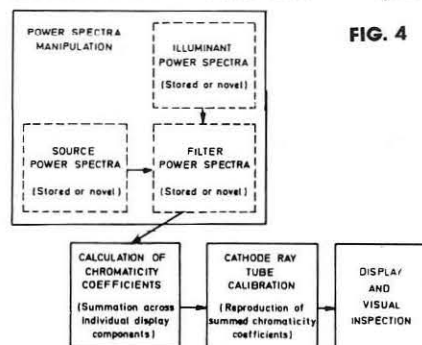 POWER SPECTRA
MANIPULATION
FIG. 4
ILLUMINANT
POWER SPECTRA
(Stored or novel)
SOURCE
POWER SPECTRA
(Stored or novel)
FILTER
POWER SPECTRA
(Stored or novel)
CALCULATION OF
CHROMATICITY
COEFFICIENTS
(Summation across
individual display
components)
CATHODE RAY
TUBE
CALIBRATION
(Reproduction of
summed chromaticity
coefficients)
DISPLAY
AND
VISUAL
INSPECTION